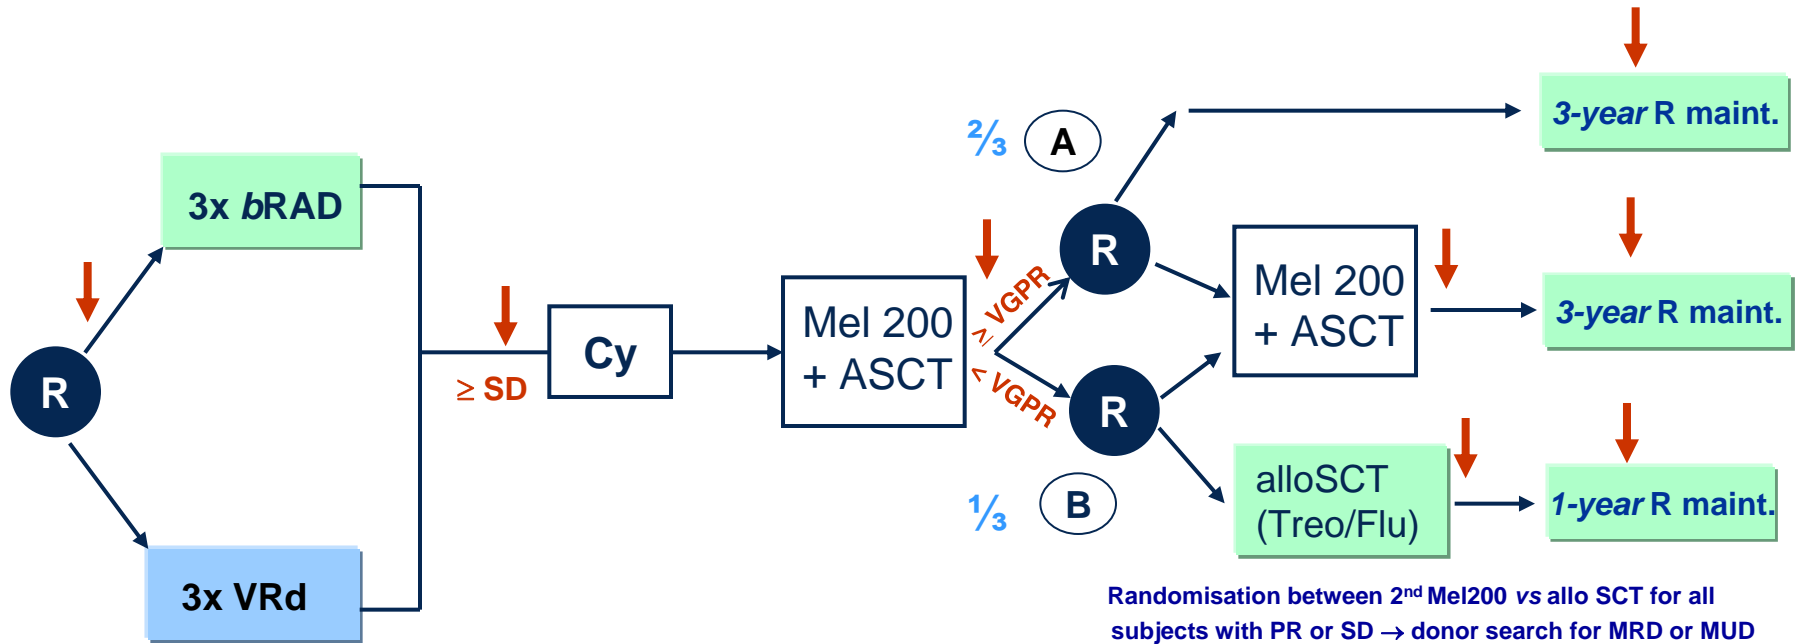 R
3x bRAD
3x VRd
≥ SD
Cy
Mel 200
+ ASCT
≥ VGPR
< VGPR
⅔
A
R
R
⅓
B
Mel 200
+ ASCT
alloSCT
(Treo/Flu)
3-year R maint.
3-year R maint.
1-year R maint.
Randomisation between 2nd Mel200 vs allo SCT for all
subjects with PR or SD → donor search for MRD or MUD